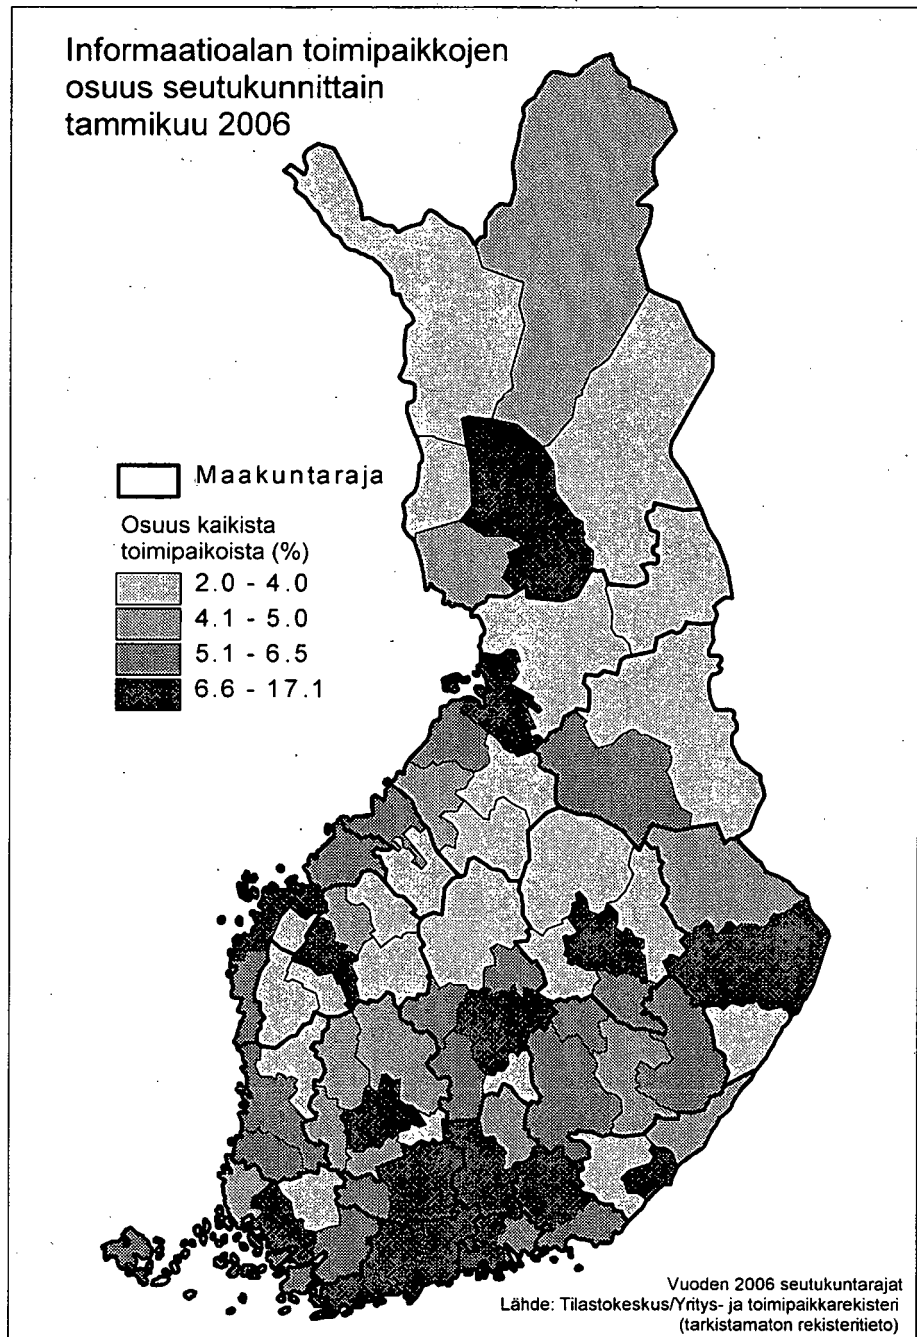 Informaatioalan toimipaikkojen
osuus seutukunnittain
tammikuu 2006
Maakuntaraja
Osuus kaikista
toimipaikoista (%)
2.0 - 4.0
4.1 - 5.0
5.1 - 6.5
6.6 - 17.1
Vuoden 2006 seutukuntarajat
Lähde: Tilastokeskus/Yritys- ja toimipaikkarekisteri
(tarkistamaton rekisteritieto)